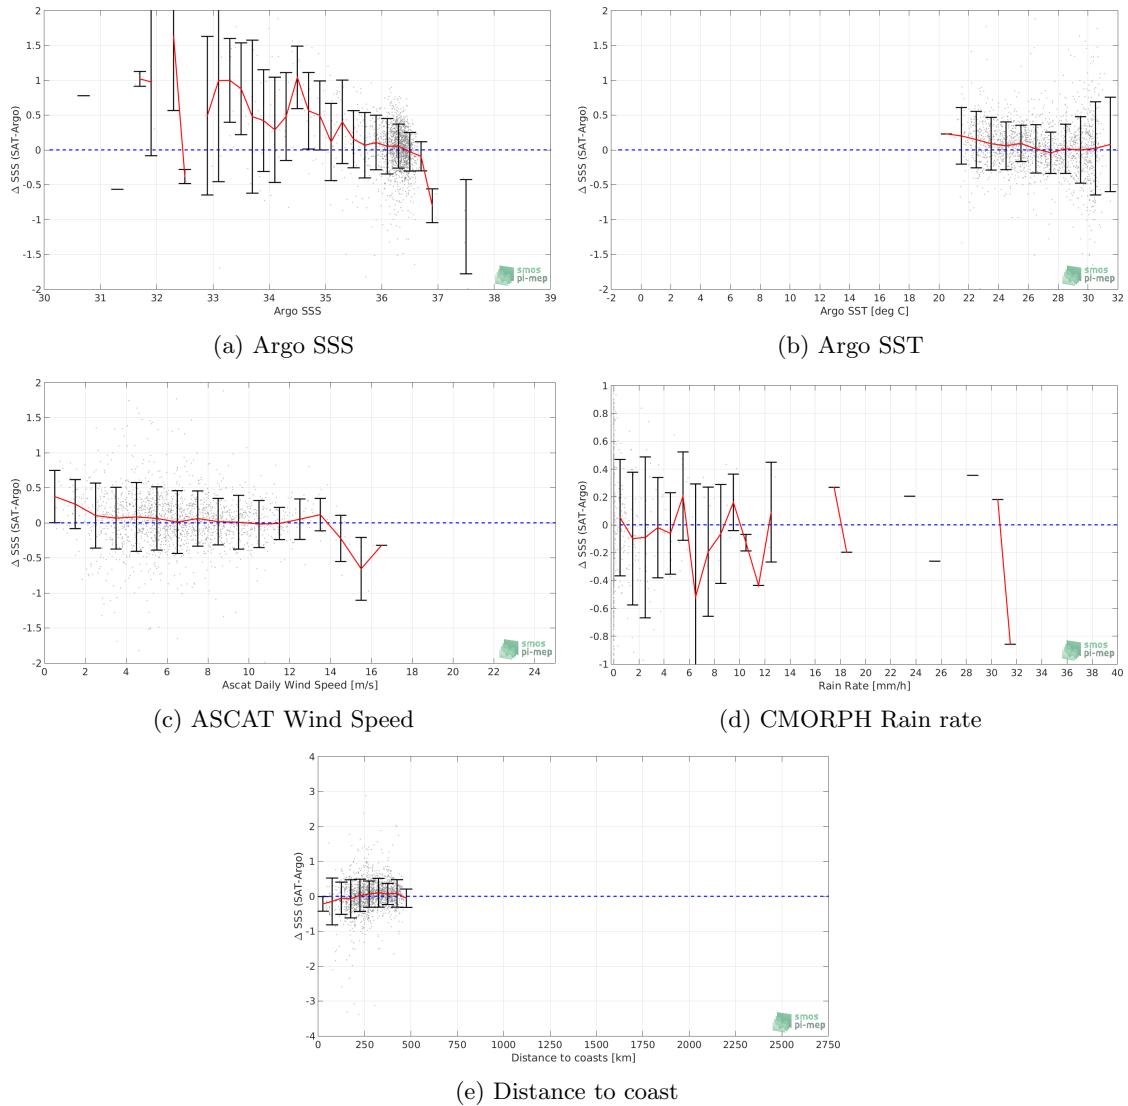 2
1.5
1
0.5
0
-0.5
-1
-1.5
-2
Δ SSS (SAT-Argo)
30 31 32 33 34 35 36 37 38 39
Argo SSS
smos
pi-mep
(a) Argo SSS
2
1.5
1
0.5
0
-0.5
-1
-1.5
-2
Δ SSS (SAT-Argo)
-2 0 2 4 6 8 10 12 14 16 18 20 22 24 26 28 30 32
Argo SST [deg C]
smos
pi-mep
(b) Argo SST
2
1.5
1
0.5
0
-0.5
-1
-1.5
-2
Δ SSS (SAT-Argo)
0 2 4 6 8 10 12 14 16 18 20 22 24
Ascat Daily Wind Speed [m/s]
smos
pi-mep
(c) ASCAT Wind Speed
1
0.8
0.6
0.4
0.2
0
-0.2
-0.4
-0.6
-0.8
-1
Δ SSS (SAT-Argo)
0 2 4 6 8 10 12 14 16 18 20 22 24 26 28 30 32 34 36 38 40
Rain Rate [mm/h]
smos
pi-mep
(d) CMORPH Rain rate
4
3
2
1
0
-1
-2
-3
-4
Δ SSS (SAT-Argo)
0 250 500 750 1000 1250 1500 1750 2000 2250 2500 2750
Distance to coasts [km]
smos
pi-mep
(e) Distance to coast